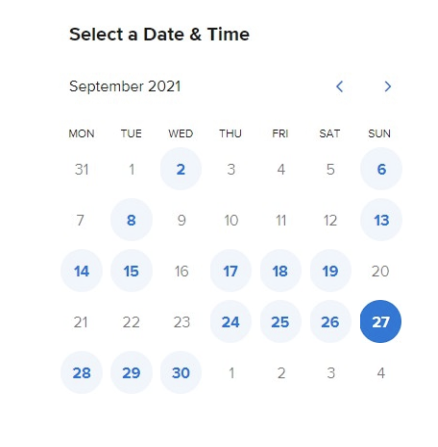 Select a Date & Time
September 2021
MON TUE WED THU FRI SAT SUN
31 1 2 3 4 5 6
7 8 9 10 11 12 13
14 15 16 17 18 19 20
21 22 23 24 25 26 27
28 29 30 1 2 3 4